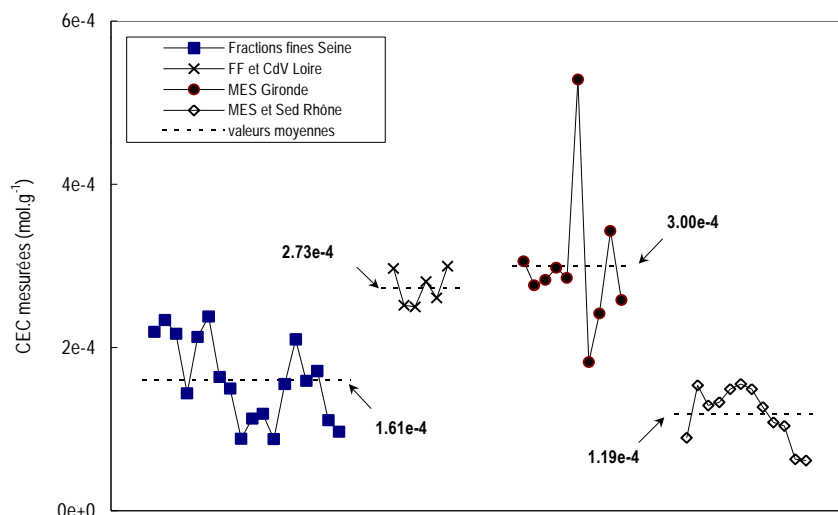 6e-4
Fractions fines Seine
FF et CdV Loire
MES Gironde
MES et Sed Rhône
valeurs moyennes
CEC mesurées (mol.g-1)
4e-4
2.73e-4
3.00e-4
2e-4
1.61e-4
1.19e-4
0e+0